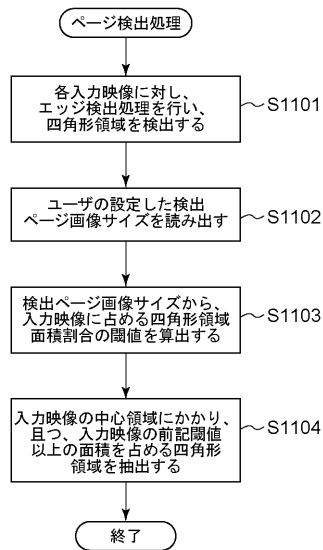 ページ検出処理
各入力映像に対し、
エッジ検出処理を行い、
四角形領域を検出する
S1101
ユーザの設定した検出
ページ画像サイズを読み出す
S1102
検出ページ画像サイズから、
入力映像に占める四角形領域
面積割合の閾値を算出する
S1103
入力映像の中心領域にかかり、
且つ、入力映像の前記閾値
以上の面積を占める四角形
領域を抽出する
S1104
終了